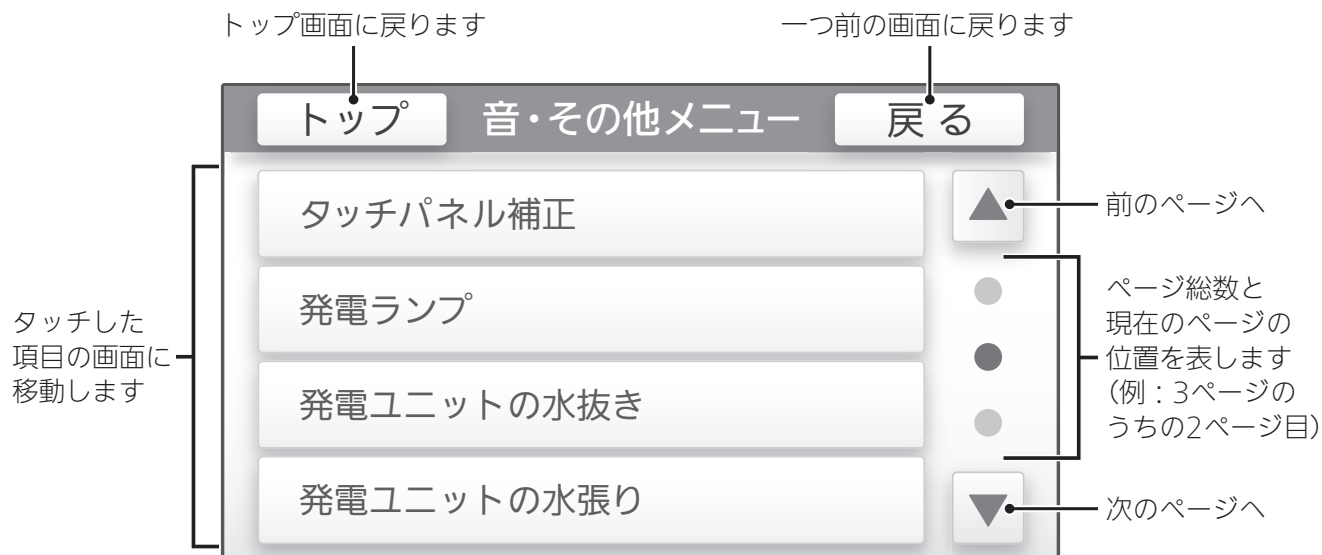 トップ画面に戻ります
一つ前の画面に戻ります
トップ
音・その他メニュー
戻る
タッチパネル補正
発電ランプ
発電ユニットの水抜き
発電ユニットの水張り
タッチした
項目の画面に
移動します
前のページへ
ページ総数と
現在のページの
位置を表します
(例：3ページの
うちの2ページ目)
次のページへ